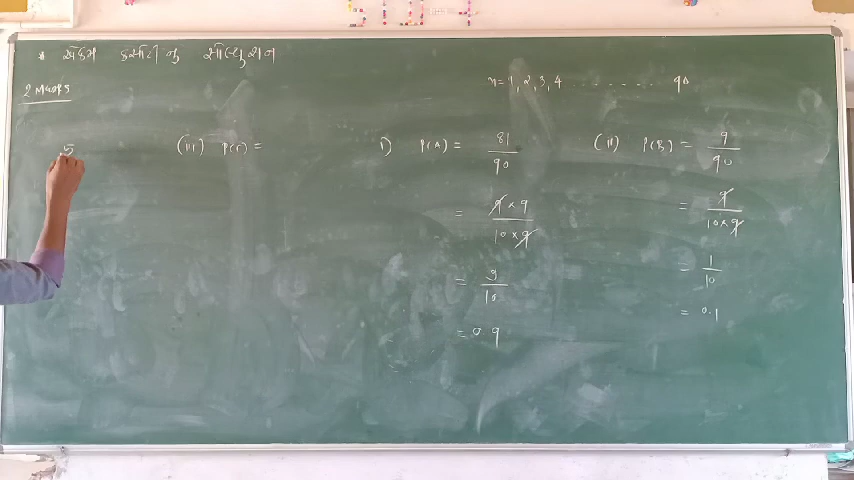 2 Marks
n = 1, 2, 3, 4 . . . . . . . . 90
5
(iii) P(C) =
i) P(A) = 81/90
= 9 × 9 / 10 × 9
= 9/10
= 0.9
(ii) P(B) = 9/90
= 9 / 10 × 9
= 1/10
= 0.1